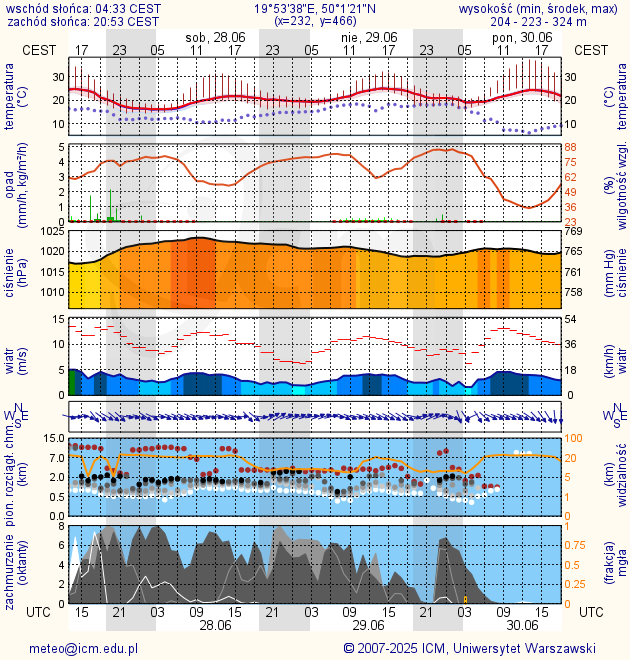 wschód słońca: 04:33 CEST 19°53'38"E, 50°1'21"N wysokość (min, środek, max)
zachód słońca: 20:53 CEST (x=232, y=466) 204 - 223 - 324 m
sob, 28.06 nie, 29.06 pon, 30.06
CEST 17 23 05 11 17 23 05 11 17 23 05 11 17 CEST
temperatura (°C) 30 20 10 30 20 10 (°C) temperatura
opad (mm/h, kg/m²/h) 5 4 3 2 1 0 88 75 62 49 36 23 (%) wilgotność wzgl.
ciśnienie (hPa) 1025 1020 1015 1010 769 765 761 758 (mm Hg) ciśnienie
wiatr (m/s) 15 10 5 0 54 36 18 0 (km/h) wiatr
N W E S N W E S
pion. rozciągł. chm. (km) 15.0 7.0 2.0 0.5 0.0 100 20 5 1 0 (km) widzialność
zachmurzenie (oktanty) 8 6 4 2 0 1 0.75 0.5 0.25 0 (frakcja) mgła
UTC 15 21 03 09 15 21 03 09 15 21 03 09 15 UTC
28.06 29.06 30.06
meteo@icm.edu.pl © 2007-2025 ICM, Uniwersytet Warszawski